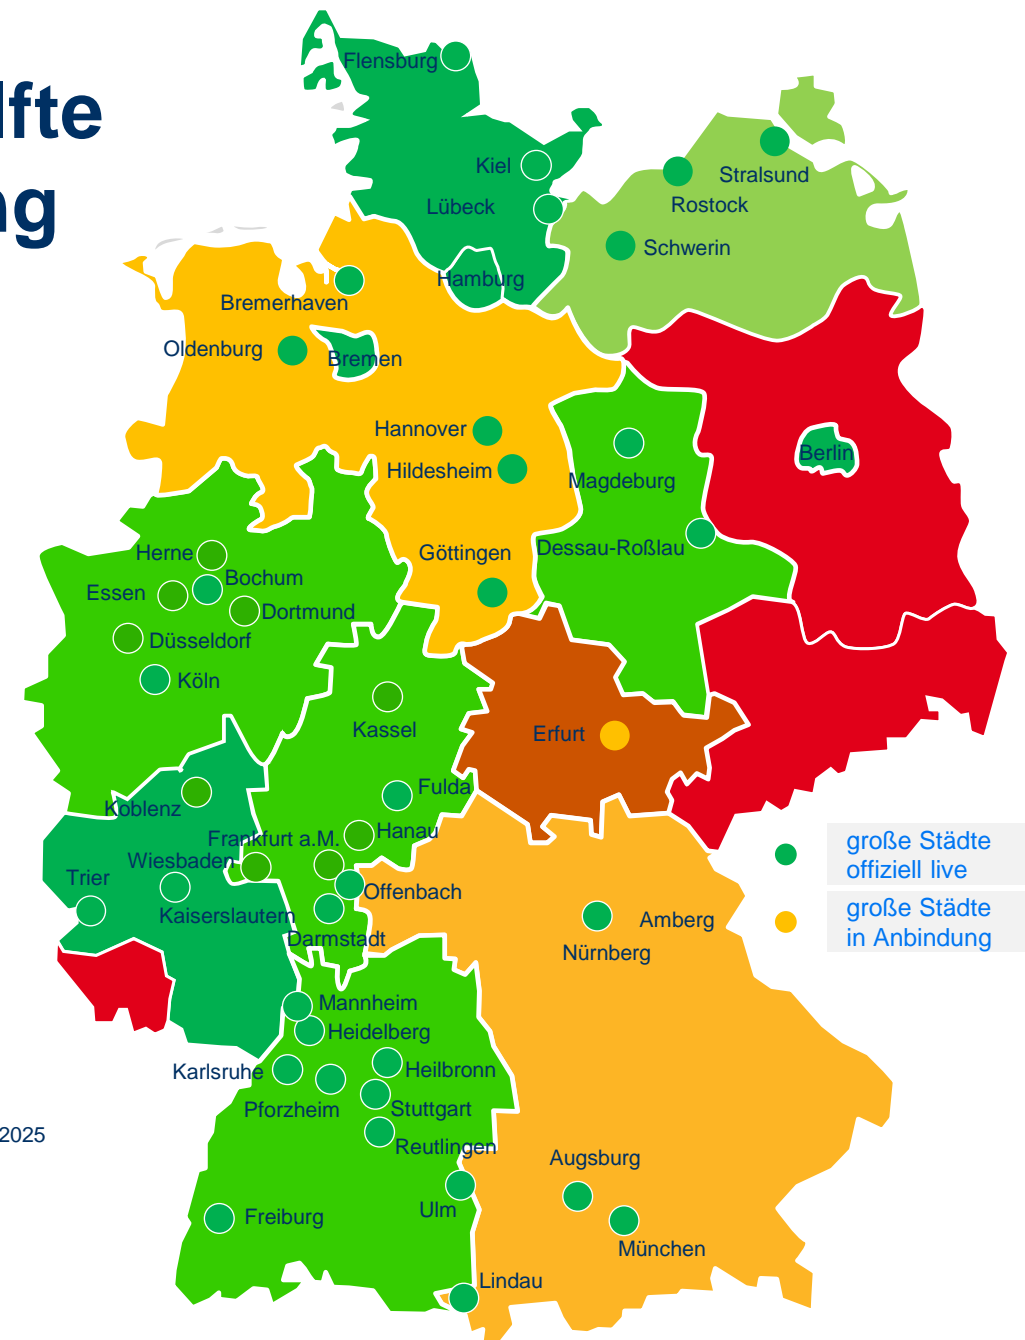 lfte
ng
Flensburg
Kiel
Lübeck
Stralsund
Rostock
Schwerin
Hamburg
Bremerhaven
Oldenburg
Bremen
Hannover
Hildesheim
Magdeburg
Berlin
Göttingen
Dessau-Roßlau
Herne
Bochum
Essen
Dortmund
Düsseldorf
Köln
Kassel
Erfurt
Fulda
Koblenz
Hanau
Frankfurt a.M.
Wiesbaden
Trier
Offenbach
Kaiserslautern
Darmstadt
Amberg
Nürnberg
große Städte
offiziell live
große Städte
in Anbindung
Mannheim
Heidelberg
Karlsruhe
Heilbronn
Pforzheim
Stuttgart
2025
Reutlingen
Augsburg
Ulm
Freiburg
München
Lindau